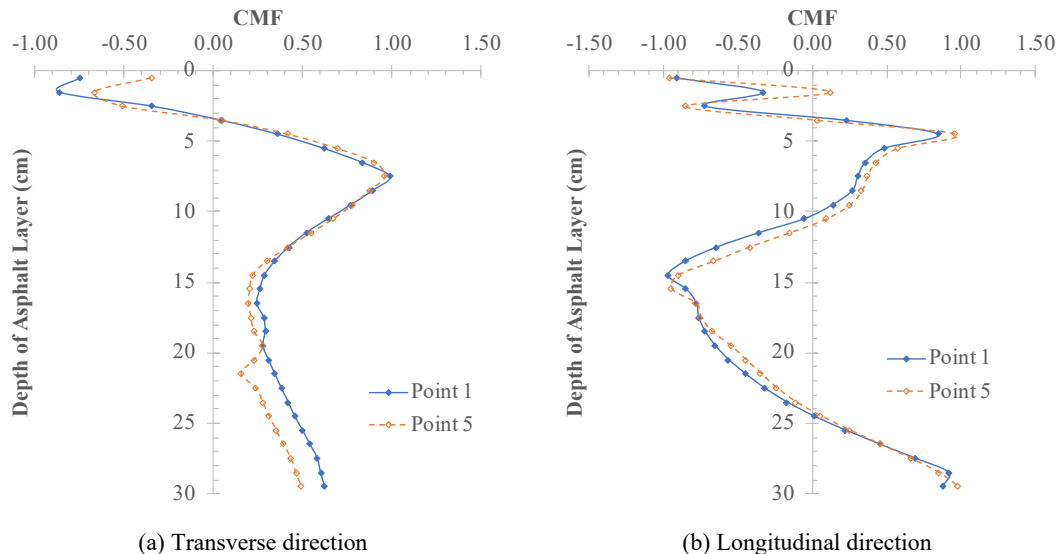 CMF
-1.00 -0.50 0.00 0.50 1.00 1.50
0
5
10
15
20
25
30
Depth of Asphalt Layer (cm)
Point 1
Point 5
(a) Transverse direction
CMF
-1.50 -1.00 -0.50 0.00 0.50 1.00 1.50
0
5
10
15
20
25
30
Depth of Asphalt Layer (cm)
Point 1
Point 5
(b) Longitudinal direction